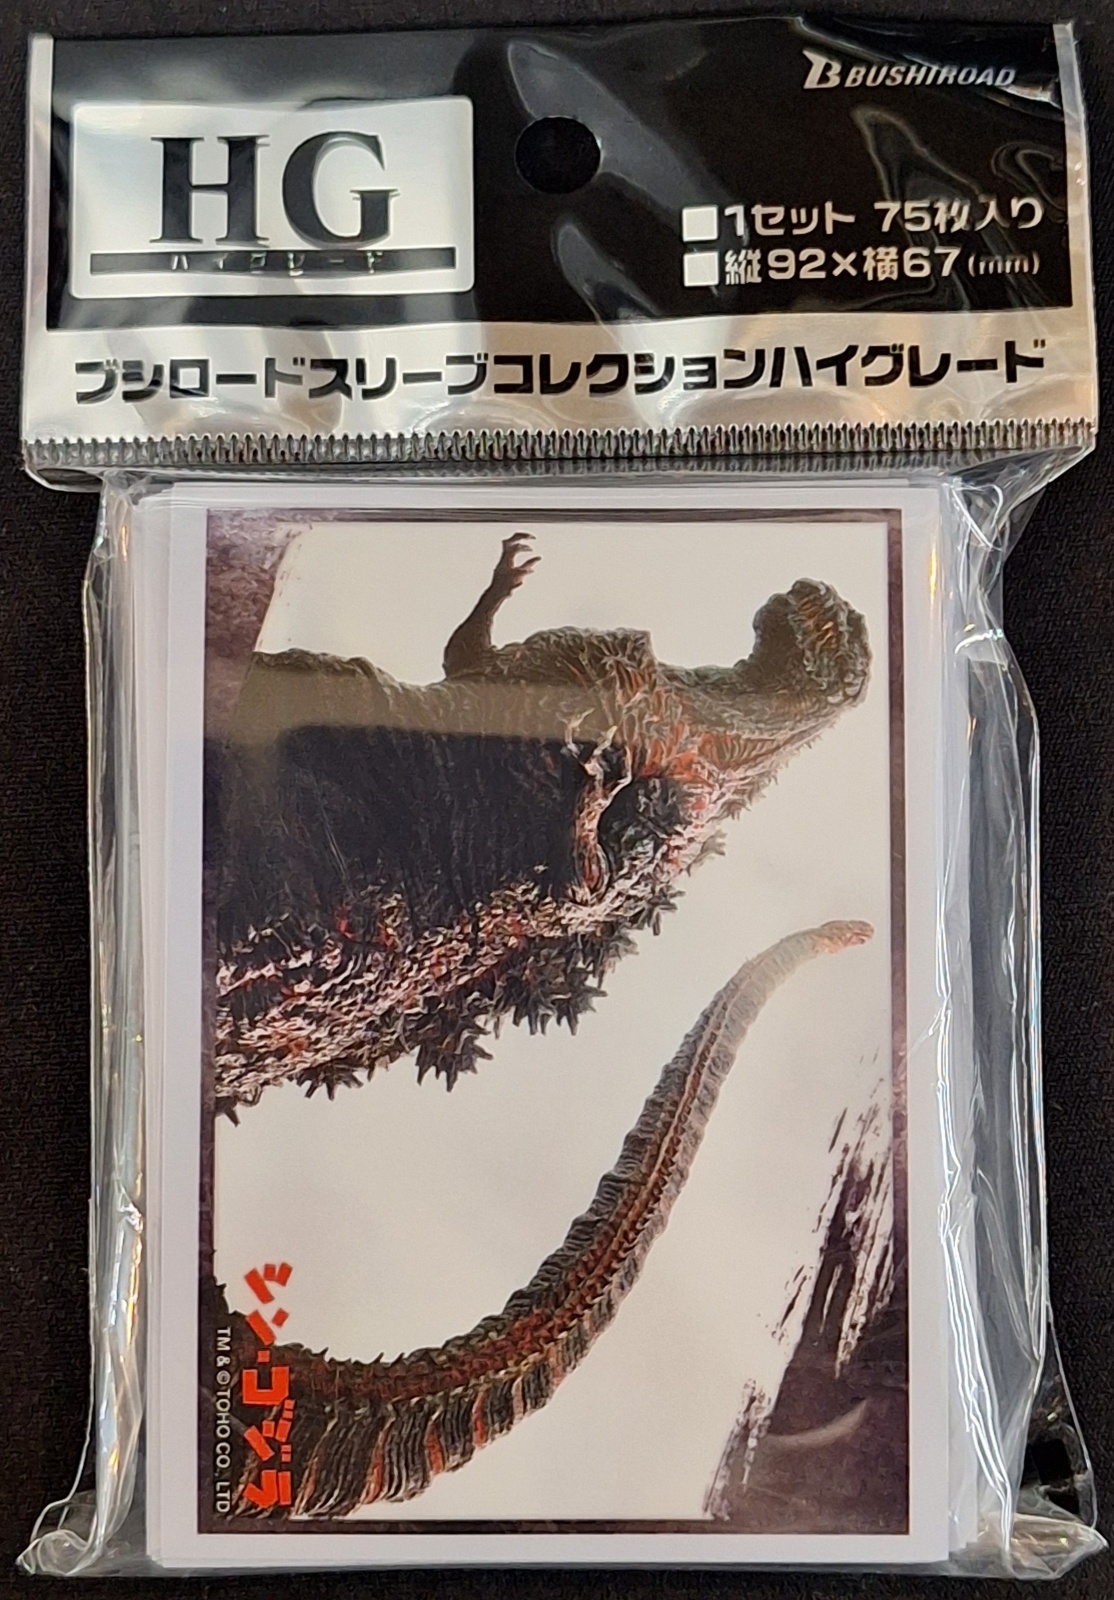 BUSHIROAD
HG
ハイグレード
1セット 75枚入り
縦92×横67(mm)
ブシロードスリーブコレクションハイグレード
シン・ゴジラ
TM & © TOHO CO., LTD